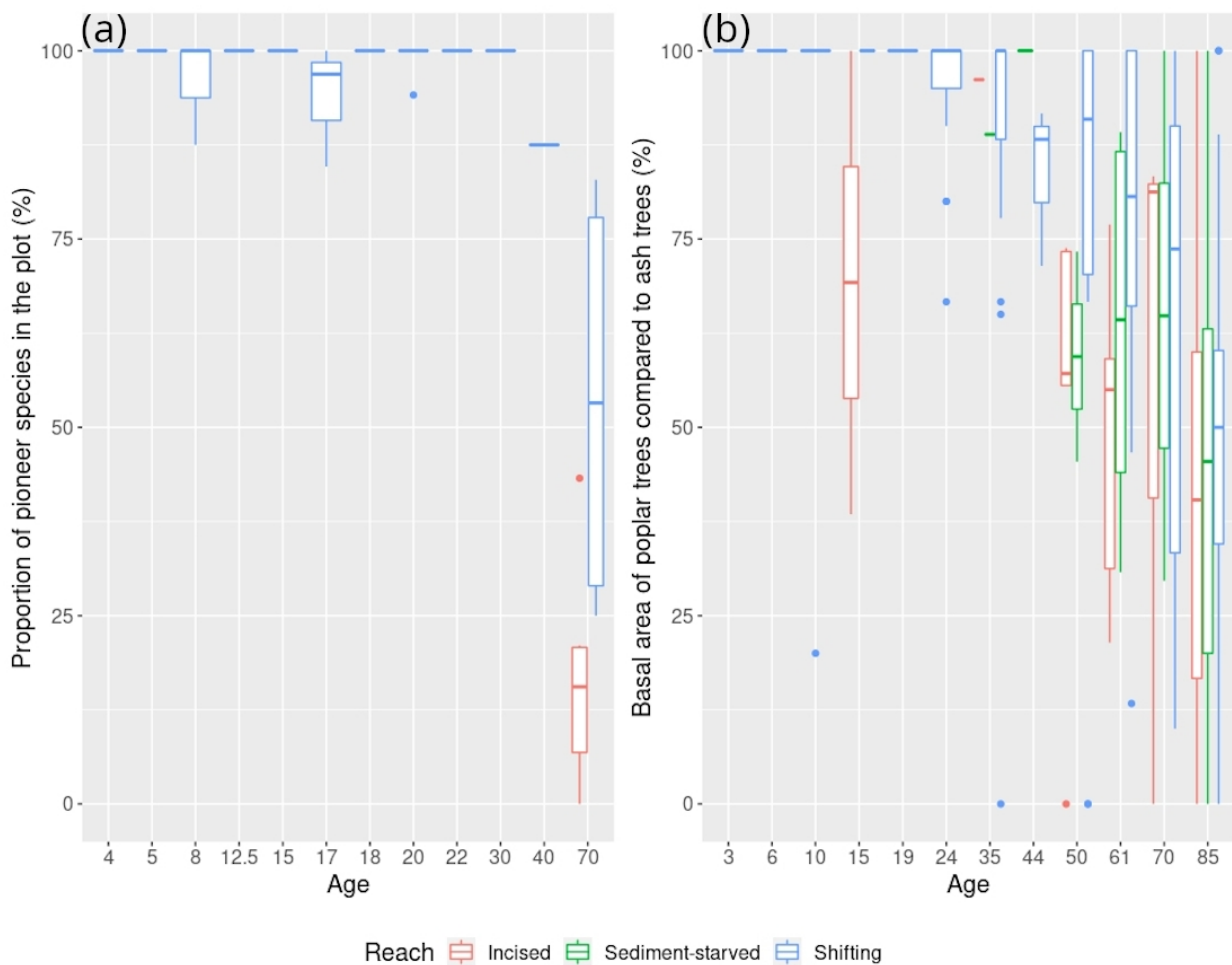 (a)
Proportion of pioneer species in the plot (%)
100
75
50
25
0
4 5 8 12.5 15 17 18 20 22 30 40 70
Age
(b)
Basal area of poplar trees compared to ash trees (%)
100
75
50
25
0
3 6 10 15 19 24 35 44 50 61 70 85
Age
Reach Incised Sediment-starved Shifting